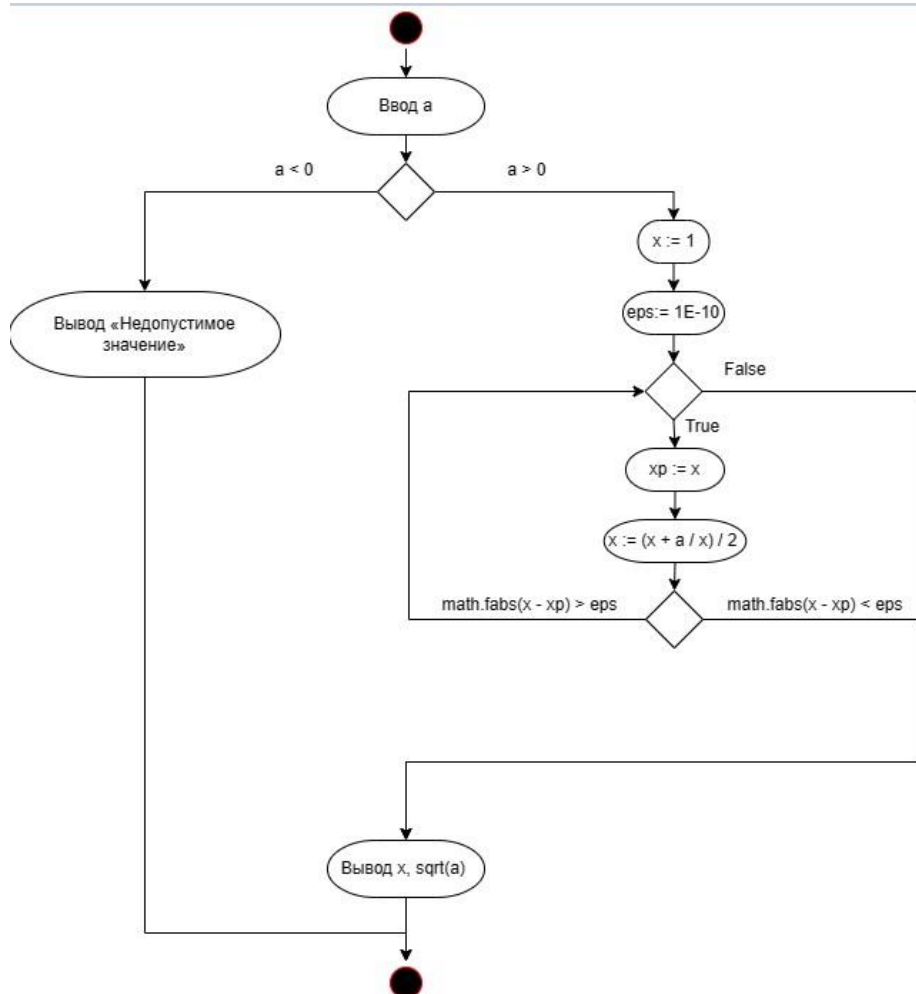 Ввод a
a < 0
a > 0
x := 1
eps:= 1E-10
Вывод «Недопустимое
значение»
False
True
xp := x
x := (x + a / x) / 2
math.fabs(x - xp) > eps
math.fabs(x - xp) < eps
Вывод x, sqrt(a)